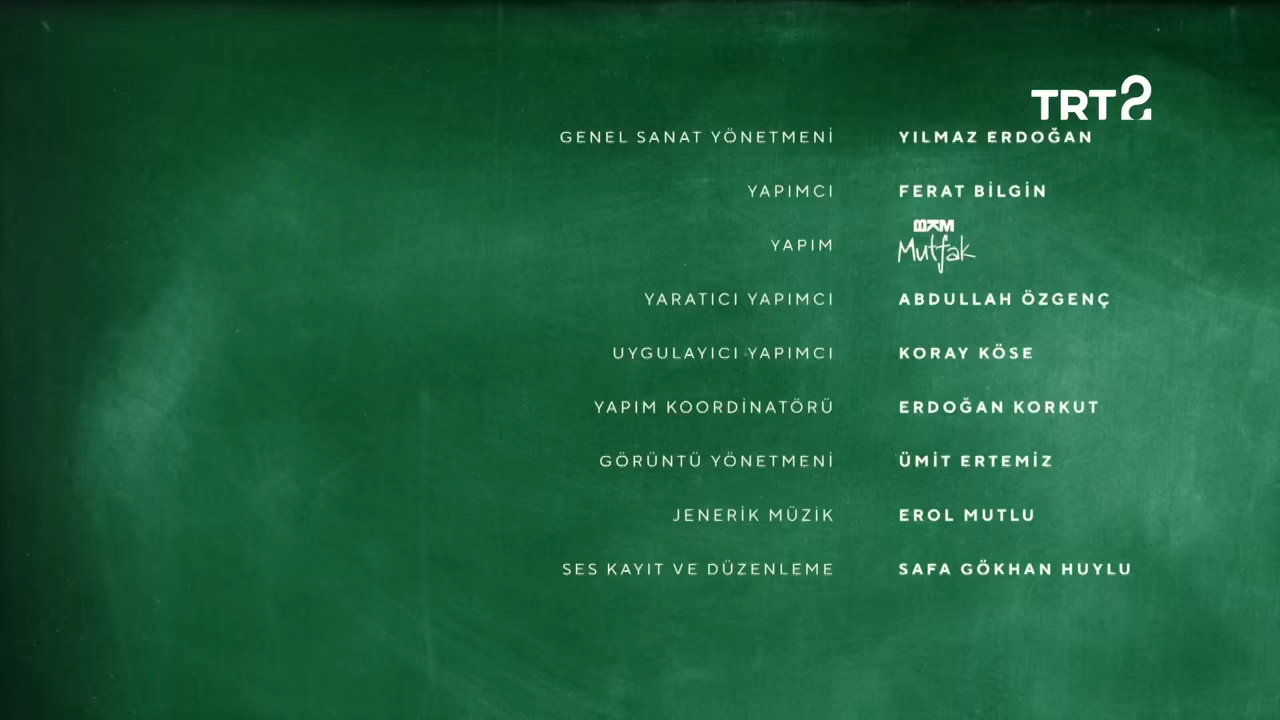 TRT2
GENEL SANAT YÖNETMENİ YILMAZ ERDOĞAN
YAPIMCI FERAT BİLGİN
YAPIM BKM Mutfak
YARATICI YAPIMCI ABDULLAH ÖZGENÇ
UYGULAYICI YAPIMCI KORAY KÖSE
YAPIM KOORDİNATÖRÜ ERDOĞAN KORKUT
GÖRÜNTÜ YÖNETMENİ ÜMİT ERTEMİZ
JENERİK MÜZİK EROL MUTLU
SES KAYIT VE DÜZENLEME SAFA GÖKHAN HUYLU